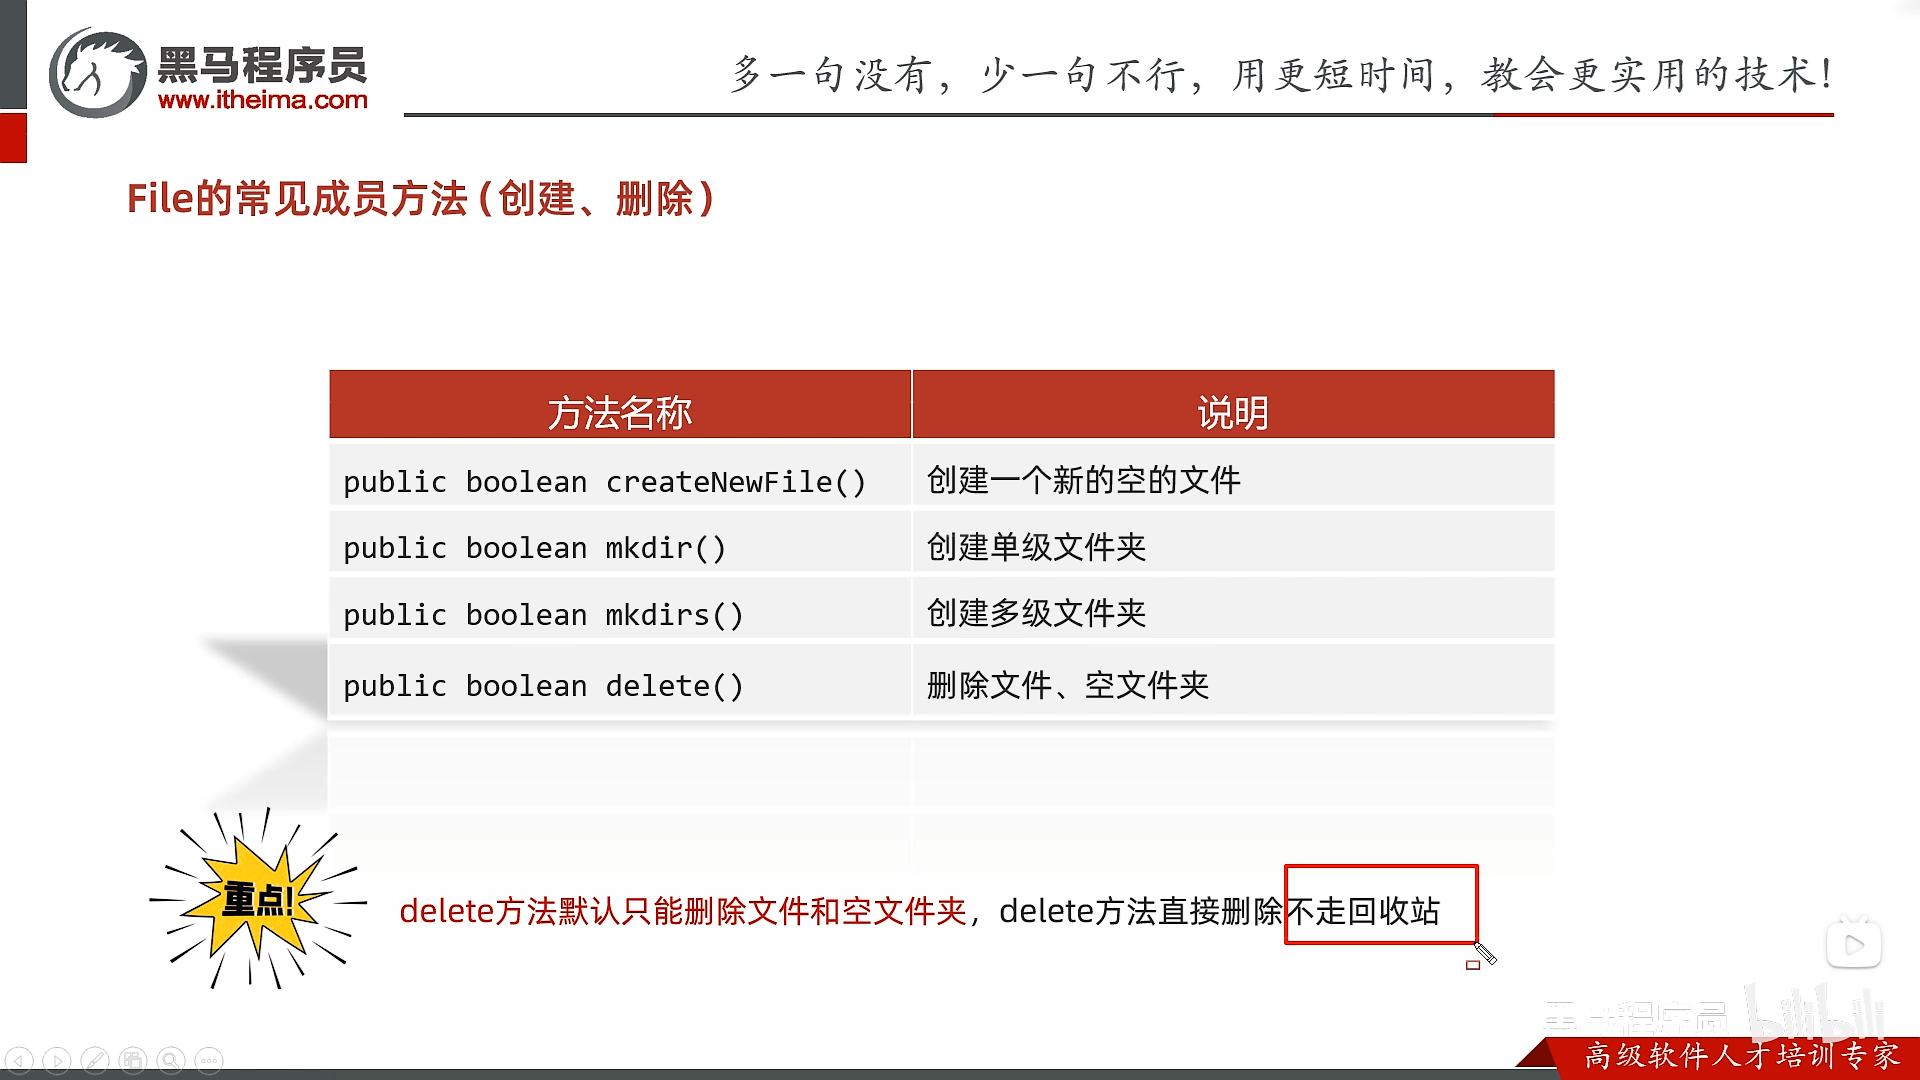 黑马程序员
www.itheima.com
多一句没有，少一句不行，用更短时间，教会更实用的技术！
File的常见成员方法（创建、删除）
方法名称 说明
public boolean createNewFile() 创建一个新的空的文件
public boolean mkdir() 创建单级文件夹
public boolean mkdirs() 创建多级文件夹
public boolean delete() 删除文件、空文件夹
重点!
delete方法默认只能删除文件和空文件夹，delete方法直接删除不走回收站
黑马程序员 bilibili
高级软件人才培训专家